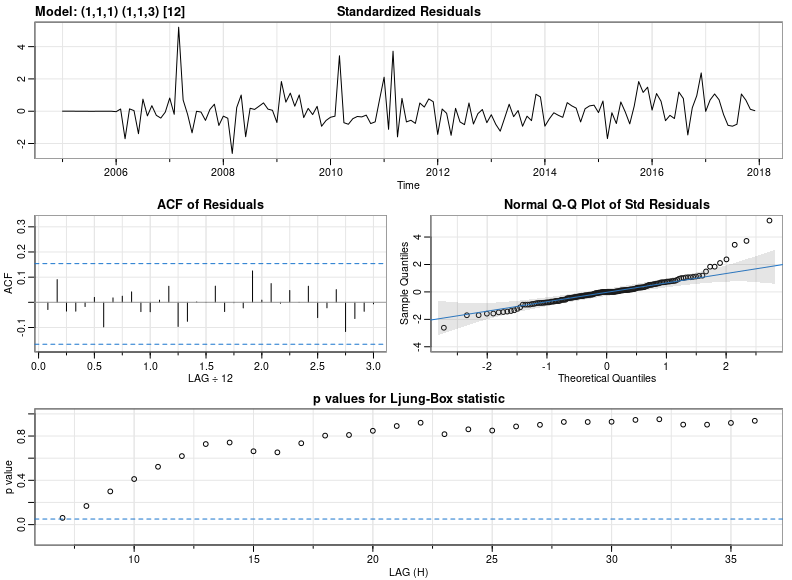 Model: (1,1,1) (1,1,3) [12] Standardized Residuals
4
2
0
-2
2006 2008 2010 2012 2014 2016 2018
Time
ACF of Residuals
ACF
0.3
0.2
0.1
-0.1
0.0 0.5 1.0 1.5 2.0 2.5 3.0
LAG ÷ 12
Normal Q-Q Plot of Std Residuals
Sample Quantiles
4
2
0
-2
-4
-2 -1 0 1 2
Theoretical Quantiles
p values for Ljung-Box statistic
p value
0.8
0.4
0.0
10 15 20 25 30 35
LAG (H)